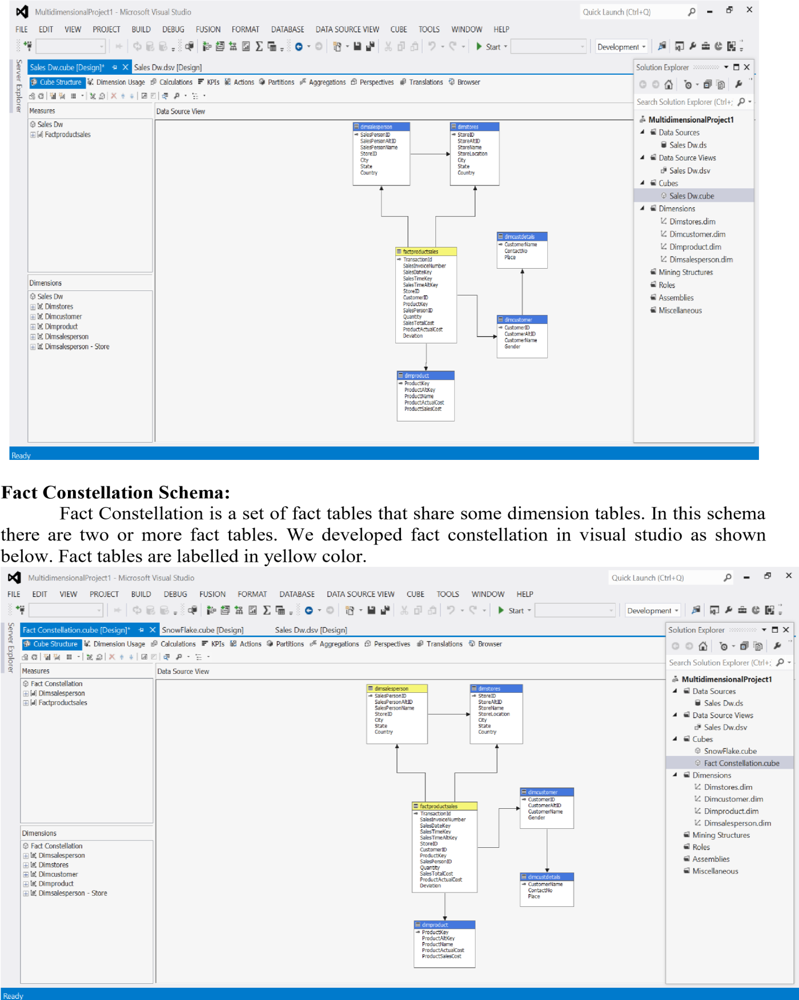 MultidimensionalProject1 - Microsoft Visual Studio
Quick Launch (Ctrl+Q)
FILE EDIT VIEW PROJECT BUILD DEBUG FUSION FORMAT DATABASE DATA SOURCE VIEW CUBE TOOLS WINDOW HELP
Start
Development
Server Explorer
Sales Dw.cube [Design]* Sales Dw.dsv [Design]
Cube Structure Dimension Usage Calculations KPIs Actions Partitions Aggregations Perspectives Translations Browser
Measures
Sales Dw
Factproductsales
Dimensions
Sales Dw
Dimstores
Dimcustomer
Dimproduct
Dimsalesperson
Dimsalesperson - Store
Data Source View
dimsalesperson
SalesPersonID
SalesPersonAltID
SalesPersonName
StoreID
City
State
Country
dimstores
StoreID
StoreAltID
StoreName
StoreLocation
City
State
Country
factproductsales
TransactionId
SalesInvoiceNumber
SalesDateKey
SalesTimeKey
SalesTimeAltKey
StoreID
CustomerID
ProductKey
SalesPersonID
Quantity
SalesTotalCost
ProductActualCost
Deviation
dimcustdetails
CustomerName
ContactNo
Place
dimcustomer
CustomerID
CustomerAltID
CustomerName
Gender
dimproduct
ProductKey
ProductAltKey
ProductName
ProductActualCost
ProductSalesCost
Solution Explorer
Search Solution Explorer (Ctrl+;
MultidimensionalProject1
Data Sources
Sales Dw.ds
Data Source Views
Sales Dw.dsv
Cubes
Sales Dw.cube
Dimensions
Dimstores.dim
Dimcustomer.dim
Dimproduct.dim
Dimsalesperson.dim
Mining Structures
Roles
Assemblies
Miscellaneous
Ready
Fact Constellation Schema:
Fact Constellation is a set of fact tables that share some dimension tables. In this schema
there are two or more fact tables. We developed fact constellation in visual studio as shown
below. Fact tables are labelled in yellow color.
MultidimensionalProject1 - Microsoft Visual Studio
Quick Launch (Ctrl+Q)
FILE EDIT VIEW PROJECT BUILD DEBUG FUSION FORMAT DATABASE DATA SOURCE VIEW CUBE TOOLS WINDOW HELP
Start
Development
Server Explorer
Fact Constellation.cube [Design]* SnowFlake.cube [Design] Sales Dw.dsv [Design]
Cube Structure Dimension Usage Calculations KPIs Actions Partitions Aggregations Perspectives Translations Browser
Measures
Fact Constellation
Dimsalesperson
Factproductsales
Dimensions
Fact Constellation
Dimsalesperson
Dimstores
Dimcustomer
Dimproduct
Dimsalesperson - Store
Data Source View
dimsalesperson
SalesPersonID
SalesPersonAltID
SalesPersonName
StoreID
City
State
Country
dimstores
StoreID
StoreAltID
StoreName
StoreLocation
City
State
Country
factproductsales
TransactionId
SalesInvoiceNumber
SalesDateKey
SalesTimeKey
SalesTimeAltKey
StoreID
CustomerID
ProductKey
SalesPersonID
Quantity
SalesTotalCost
ProductActualCost
Deviation
dimcustomer
CustomerID
CustomerAltID
CustomerName
Gender
dimcustdetails
CustomerName
ContactNo
Place
dimproduct
ProductKey
ProductAltKey
ProductName
ProductActualCost
ProductSalesCost
Solution Explorer
Search Solution Explorer (Ctrl+;
MultidimensionalProject1
Data Sources
Sales Dw.ds
Data Source Views
Sales Dw.dsv
Cubes
SnowFlake.cube
Fact Constellation.cube
Dimensions
Dimstores.dim
Dimcustomer.dim
Dimproduct.dim
Dimsalesperson.dim
Mining Structures
Roles
Assemblies
Miscellaneous
Ready